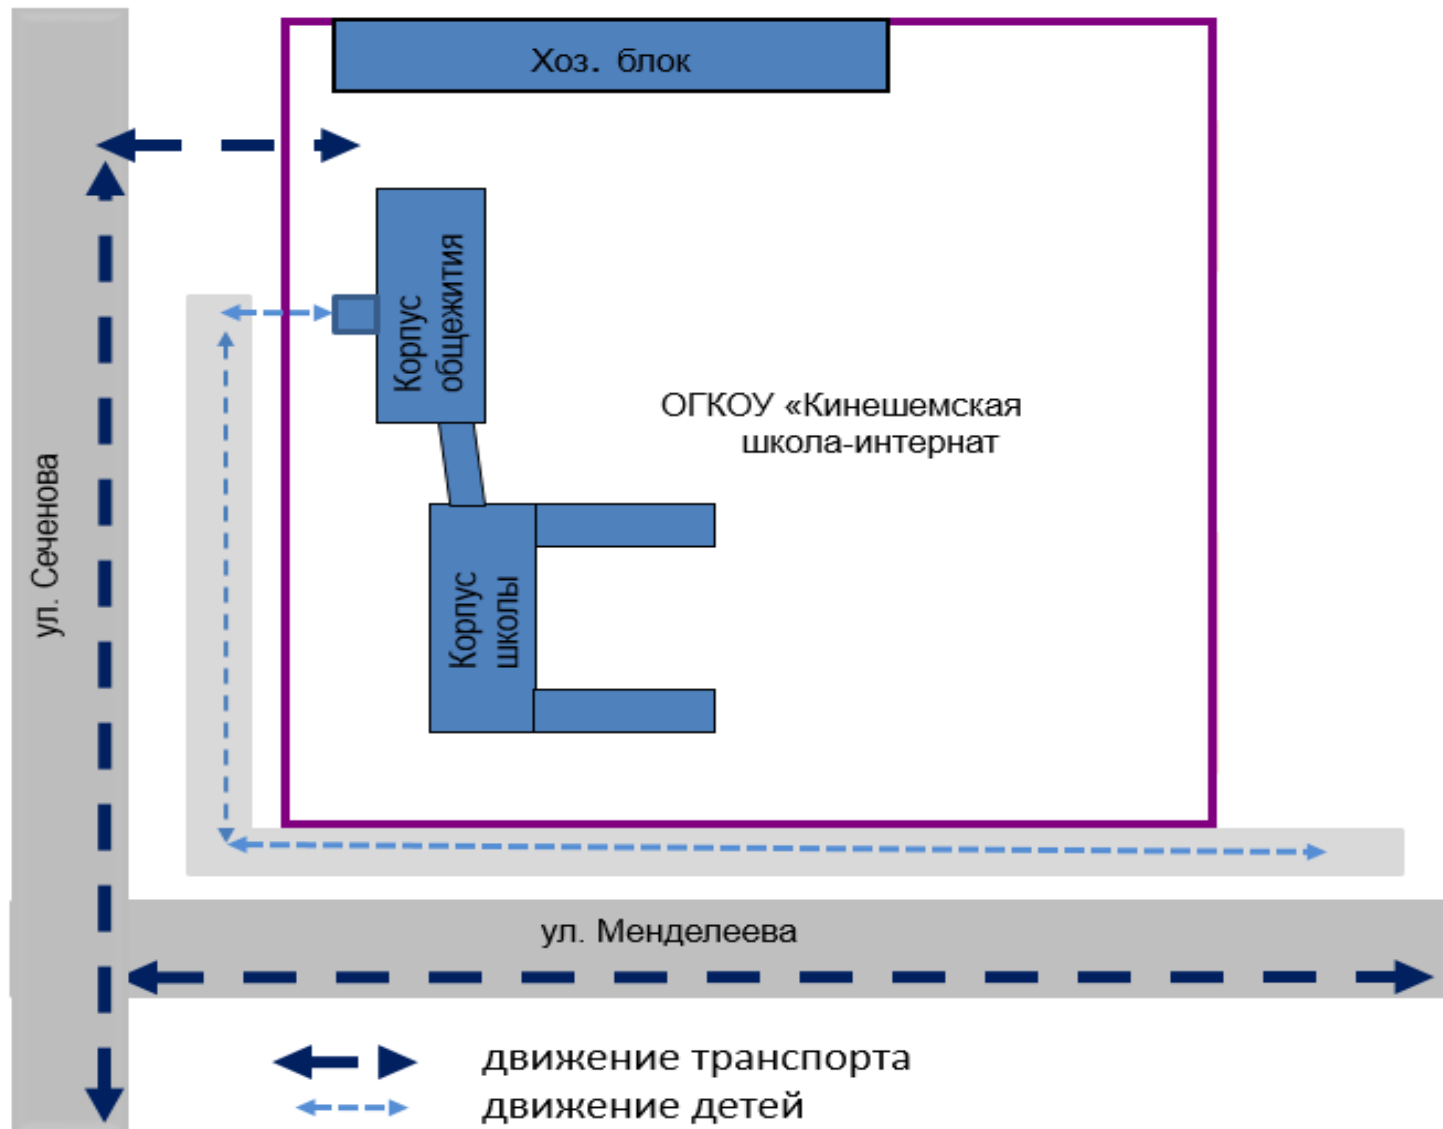 Хоз. блок
Корпус
общежития
ОГКОУ «Кинешемская
школа-интернат
ул. Сеченова
Корпус
школы
ул. Менделеева
движение транспорта
движение детей